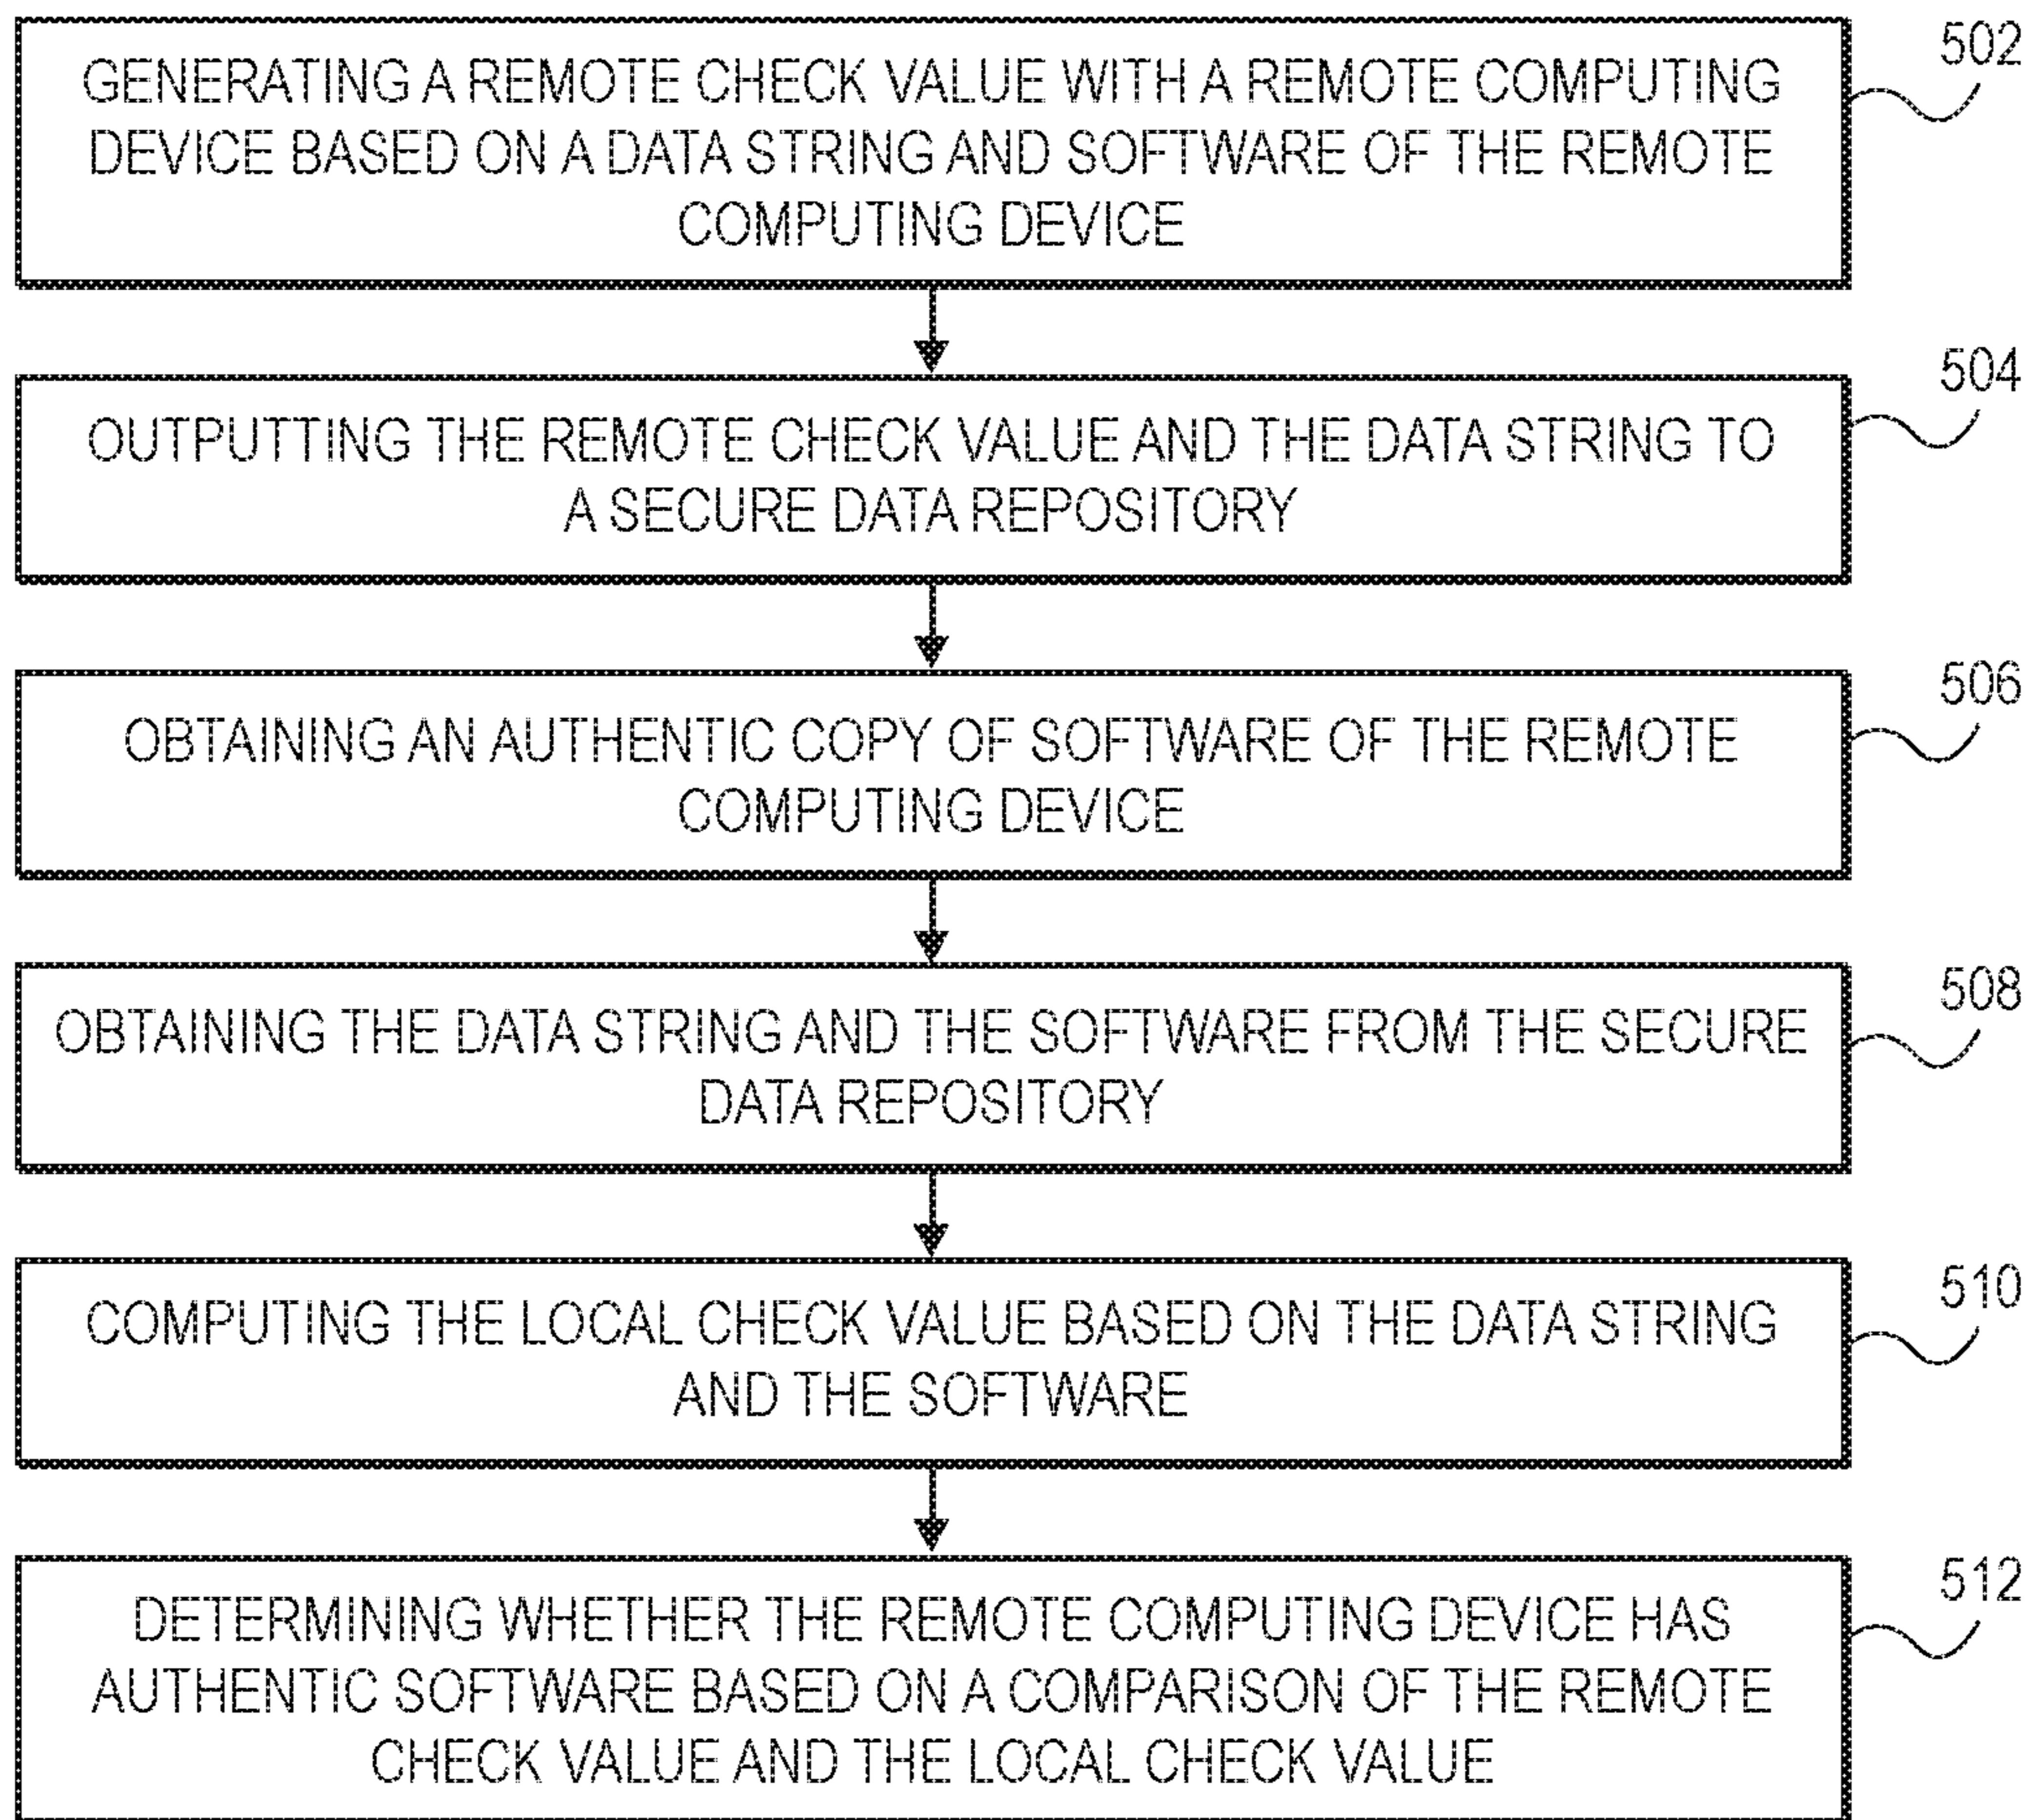 502
GENERATING A REMOTE CHECK VALUE WITH A REMOTE COMPUTING
DEVICE BASED ON A DATA STRING AND SOFTWARE OF THE REMOTE
COMPUTING DEVICE
504
OUTPUTTING THE REMOTE CHECK VALUE AND THE DATA STRING TO
A SECURE DATA REPOSITORY
506
OBTAINING AN AUTHENTIC COPY OF SOFTWARE OF THE REMOTE
COMPUTING DEVICE
508
OBTAINING THE DATA STRING AND THE SOFTWARE FROM THE SECURE
DATA REPOSITORY
510
COMPUTING THE LOCAL CHECK VALUE BASED ON THE DATA STRING
AND THE SOFTWARE
512
DETERMINING WHETHER THE REMOTE COMPUTING DEVICE HAS
AUTHENTIC SOFTWARE BASED ON A COMPARISON OF THE REMOTE
CHECK VALUE AND THE LOCAL CHECK VALUE